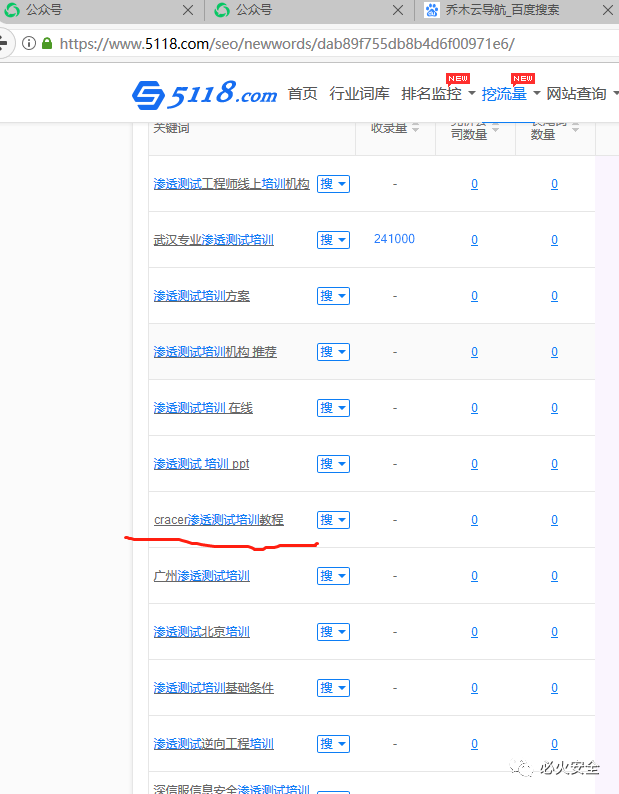 公众号
公众号
乔木云导航_百度搜索
https://www.5118.com/seo/newwords/dab89f755db8b4d6f00971e6/
5118.com 首页 行业词库 排名监控 NEW 挖流量 NEW 网站查询
关键词 收录量 司数量 数量
渗透测试工程师线上培训机构 搜 - 0 0
武汉专业渗透测试培训 搜 241000 0 0
渗透测试培训方案 搜 - 0 0
渗透测试培训机构 推荐 搜 - 0 0
渗透测试培训 在线 搜 - 0 0
渗透测试 培训 ppt 搜 - 0 0
cracer渗透测试培训教程 搜 - 0 0
广州渗透测试培训 搜 - 0 0
渗透测试北京培训 搜 - 0 0
渗透测试培训基础条件 搜 - 0 0
渗透测试逆向工程培训 搜 - 0 0
深信服信息安全渗透测试培训
必火安全